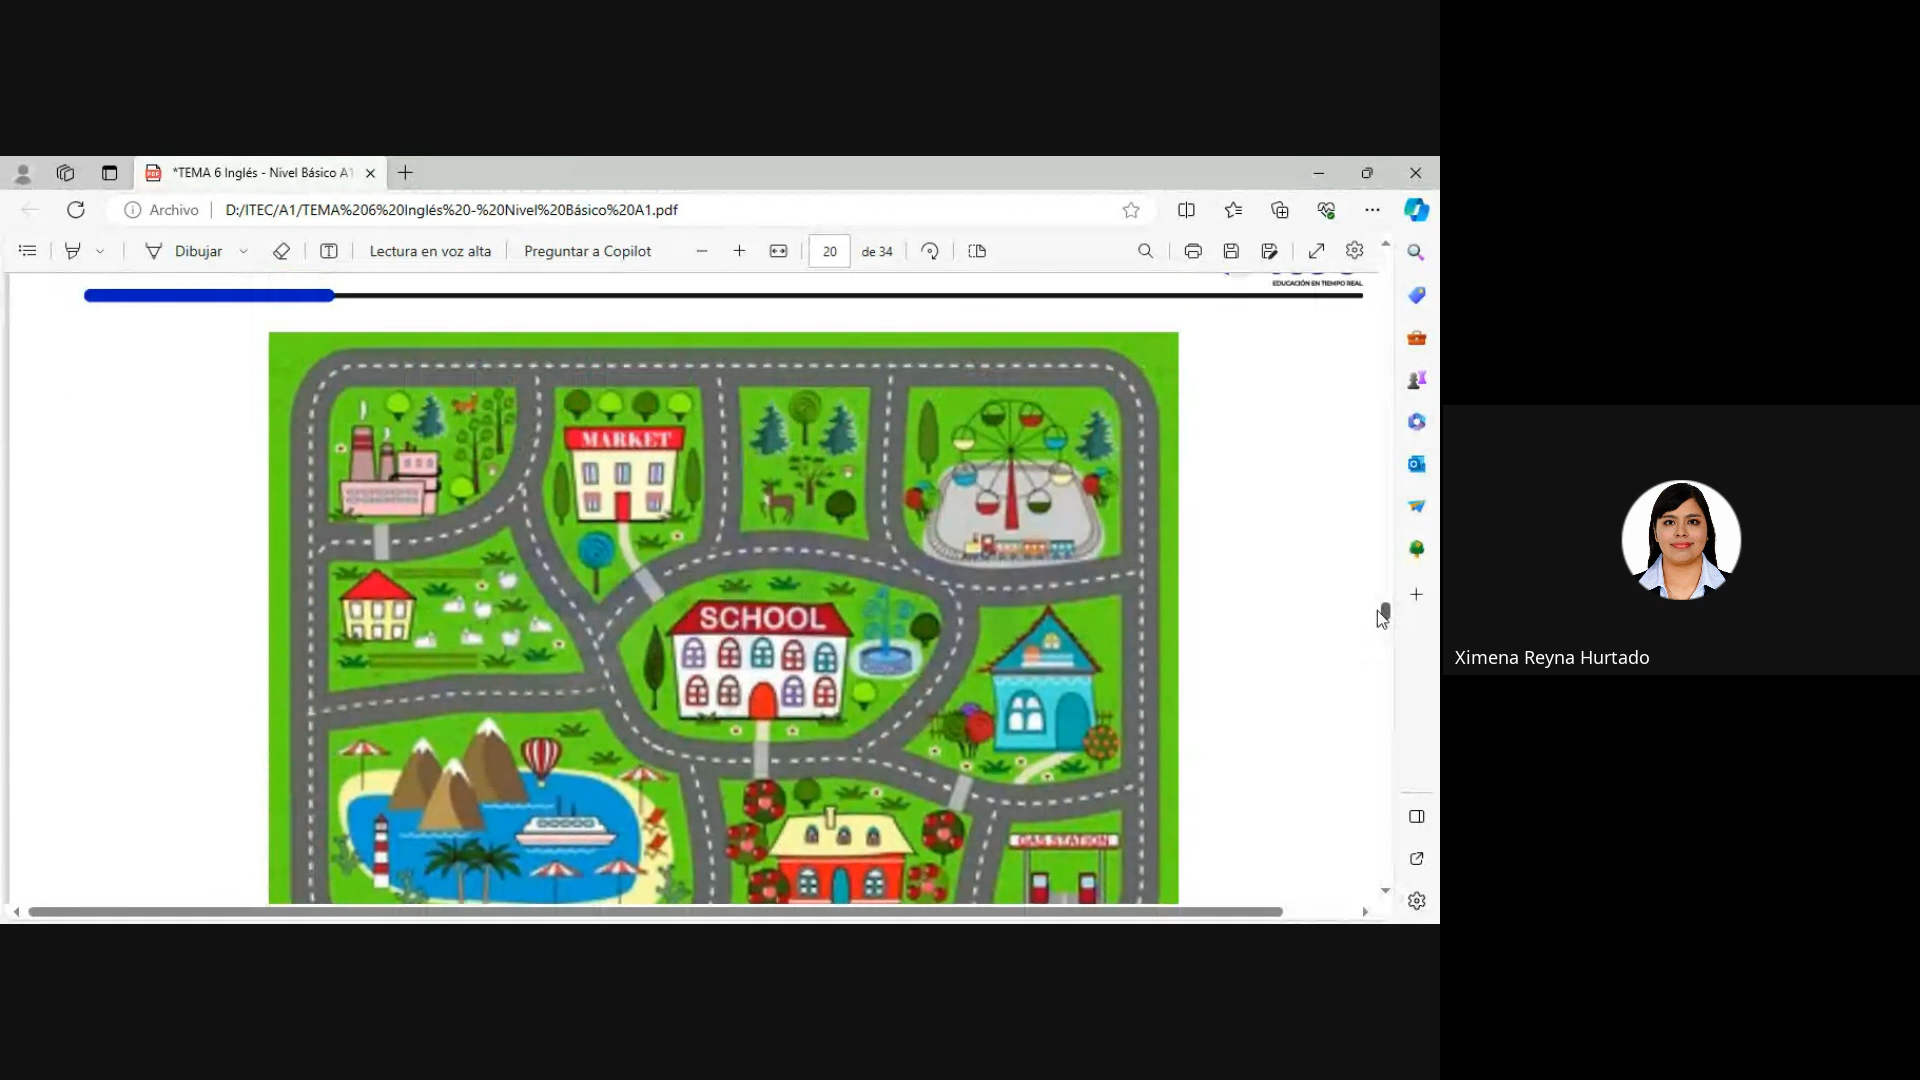 *TEMA 6 Inglés - Nivel Básico A1
Archivo
D:/ITEC/A1/TEMA%206%20Inglés%20-%20Nivel%20Básico%20A1.pdf
Dibujar
Lectura en voz alta
Preguntar a Copilot
20
de 34
EDUCACIÓN EN TIEMPO REAL
MARKET
SCHOOL
GAS STATION
Ximena Reyna Hurtado